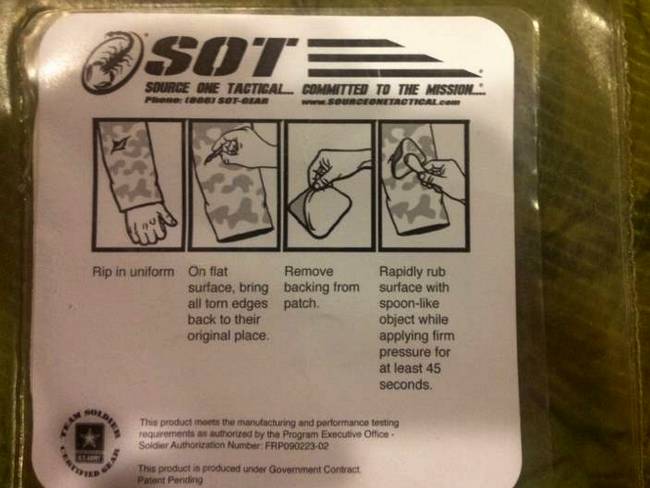 SOT
SOURCE ONE TACTICAL... COMMITTED TO THE MISSION....
Phone: (866) SOT-GEAR www.SOURCEONETACTICAL.com
Rip in uniform
On flat
surface, bring
all torn edges
back to their
original place.
Remove
backing from
patch.
Rapidly rub
surface with
spoon-like
object while
applying firm
pressure for
at least 45
seconds.
TEAM SOLDIER
U.S. ARMY
CERTIFIED GEAR
This product meets the manufacturing and performance testing
requirements as authorized by the Program Executive Office -
Soldier Authorization Number: FRP090223-02
This product is produced under Government Contract
Patent Pending